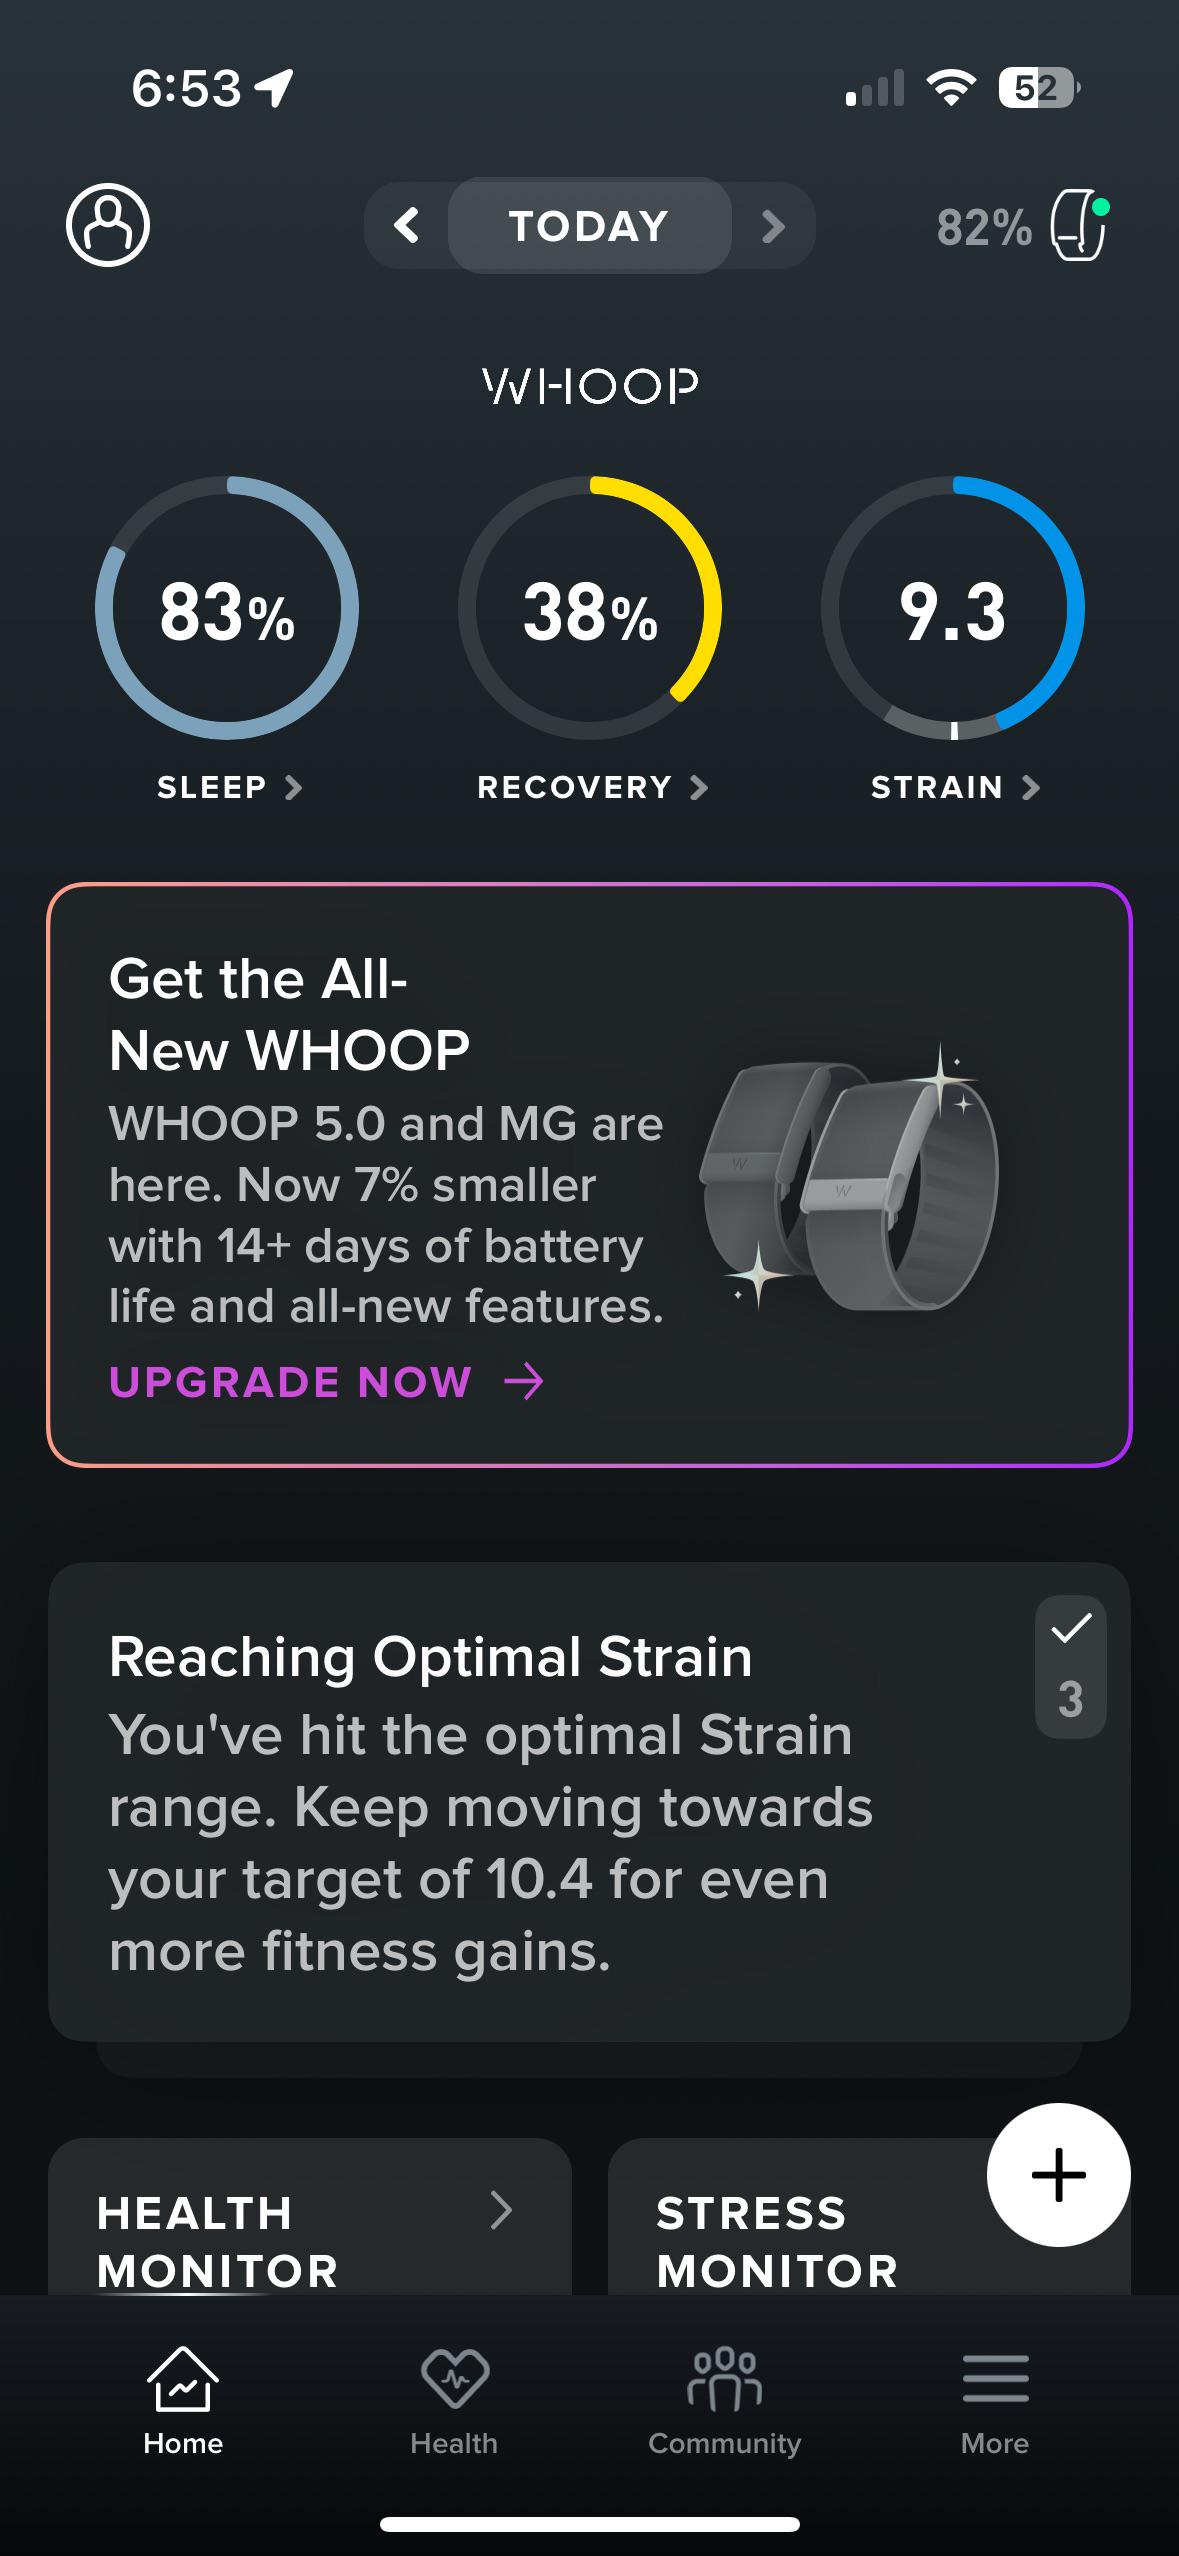 6:53
52
TODAY
82%
WHOOP
83%
38%
9.3
SLEEP
RECOVERY
STRAIN
Get the All-
New WHOOP
WHOOP 5.0 and MG are
here. Now 7% smaller
with 14+ days of battery
life and all-new features.
UPGRADE NOW
W
W
Reaching Optimal Strain
3
You've hit the optimal Strain
range. Keep moving towards
your target of 10.4 for even
more fitness gains.
HEALTH
MONITOR
STRESS
MONITOR
Home
Health
Community
More